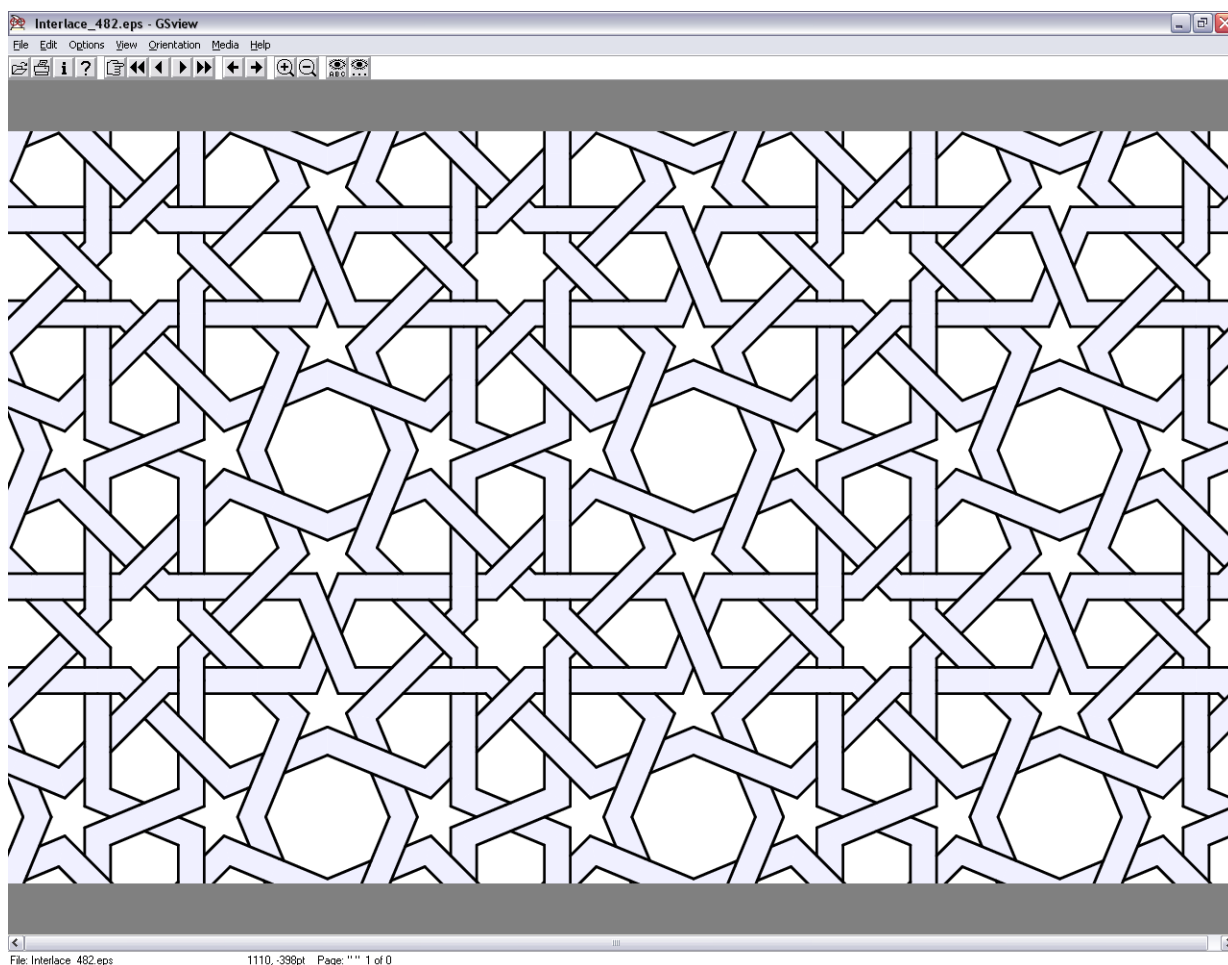 Interlace_482.eps - GSview
File Edit Options View Orientation Media Help
i ?
ABC
File: Interlace_482.eps 1110, -398pt Page: " " 1 of 0